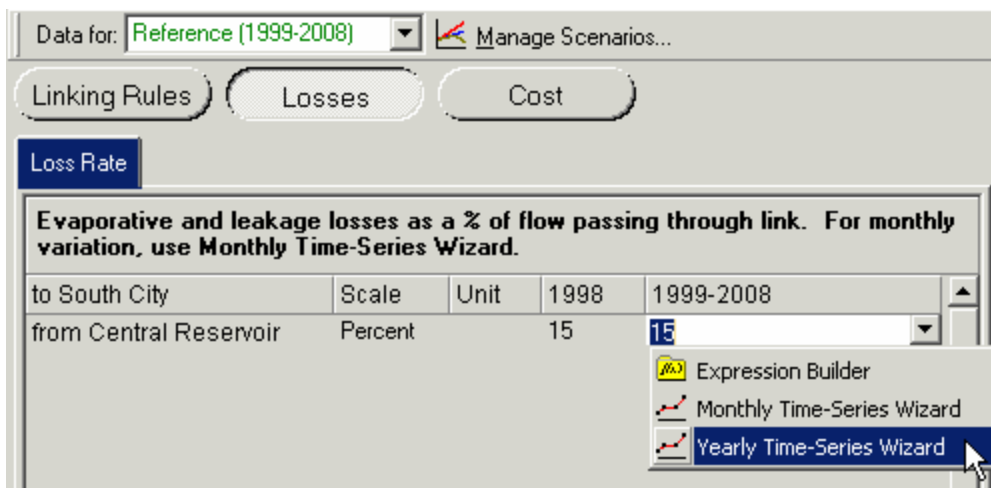 Data for: Reference (1999-2008) Manage Scenarios...
Linking Rules Losses Cost
Loss Rate
Evaporative and leakage losses as a % of flow passing through link. For monthly
variation, use Monthly Time-Series Wizard.
to South City Scale Unit 1998 1999-2008
from Central Reservoir Percent 15 15
Expression Builder
Monthly Time-Series Wizard
Yearly Time-Series Wizard